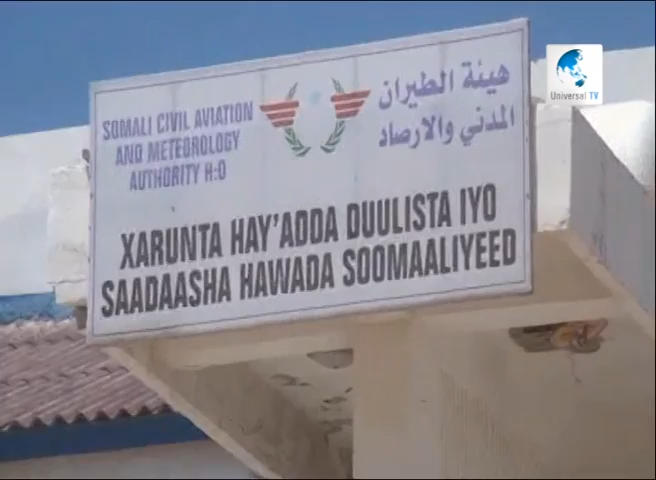 SOMALI CIVIL AVIATION
AND METEOROLOGY
AUTHORITY H:O
هيئة الطيران
المدني والارصاد
XARUNTA HAY'ADDA DUULISTA IYO
SAADAASHA HAWADA SOOMAALIYEED
Universal TV